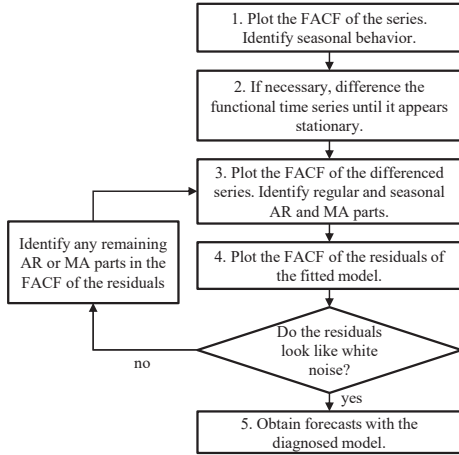 1. Plot the FACF of the series.
Identify seasonal behavior.
2. If necessary, difference the
functional time series until it appears
stationary.
3. Plot the FACF of the differenced
series. Identify regular and seasonal
AR and MA parts.
Identify any remaining
AR or MA parts in the
FACF of the residuals
4. Plot the FACF of the residuals of
the fitted model.
Do the residuals
look like white
noise?
no
yes
5. Obtain forecasts with the
diagnosed model.